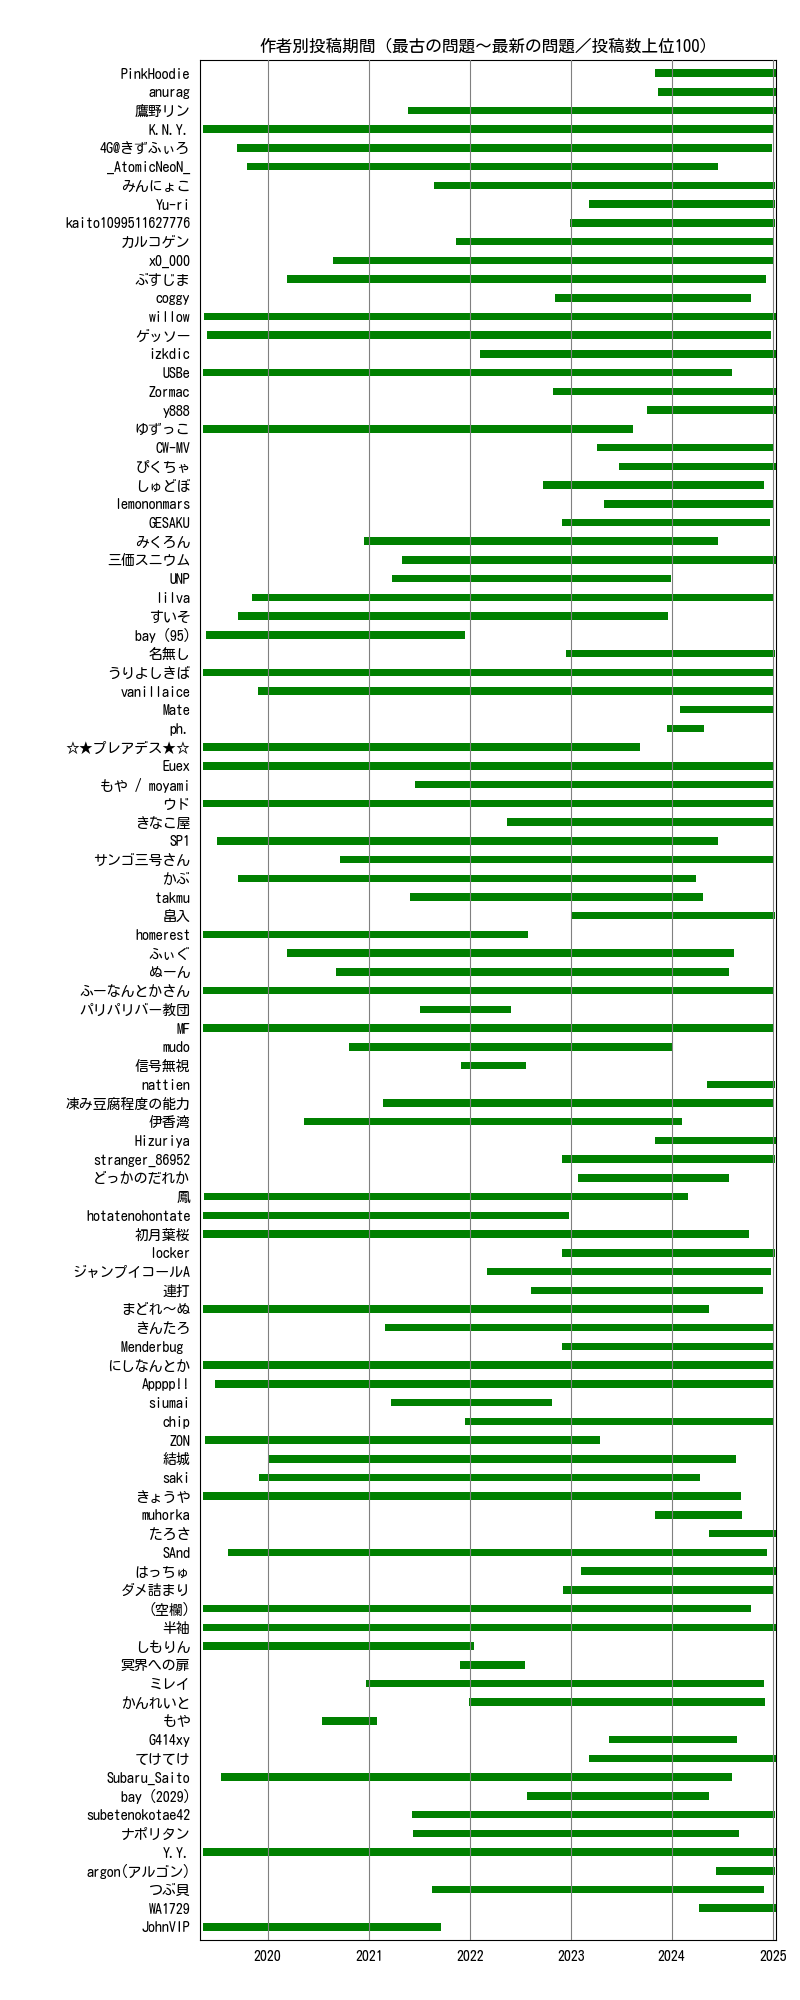 作者別投稿期間（最古の問題～最新の問題／投稿数上位100）
PinkHoodie
anurag
鷹野リン
K.N.Y.
4G@きずふぃろ
_AtomicNeoN_
みんにょこ
Yu-ri
kaito1099511627776
カルコゲン
x0_000
ぶすじま
coggy
willow
ゲッソー
izkdic
USBe
Zormac
y888
ゆずっこ
CW-MV
ぴくちゃ
しゅどぼ
lemononmars
GESAKU
みくろん
三価スニウム
UNP
lilva
すいそ
bay (95)
名無し
うりよしきば
vanillaice
Mate
ph.
☆★プレアデス★☆
Euex
もや / moyami
ウド
きなこ屋
SP1
サンゴ三号さん
かぶ
takmu
畠入
homerest
ふぃぐ
ぬーん
ふーなんとかさん
パリパリバー教団
MF
mudo
信号無視
nattien
凍み豆腐程度の能力
伊香湾
Hizuriya
stranger_86952
どっかのだれか
鳳
hotatenohontate
初月葉桜
locker
ジャンプイコールA
連打
まどれ～ぬ
きんたろ
Menderbug
にしなんとか
Appppll
siumai
chip
ZON
結城
saki
きょうや
muhorka
たろさ
SAnd
はっちゅ
ダメ詰まり
(空欄)
半袖
しもりん
冥界への扉
ミレイ
かんれいと
もや
G414xy
てけてけ
Subaru_Saito
bay (2029)
subetenokotae42
ナポリタン
Y.Y.
argon(アルゴン)
つぶ貝
WA1729
JohnVIP
2020 2021 2022 2023 2024 2025